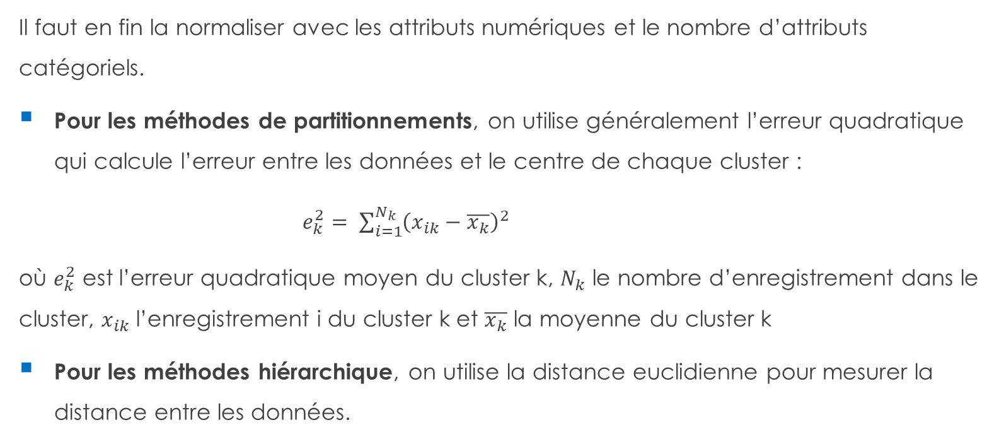 Il faut en fin la normaliser avec les attributs numériques et le nombre d’attributs
catégoriels.
▪ Pour les méthodes de partitionnements, on utilise généralement l’erreur quadratique
qui calcule l’erreur entre les données et le centre de chaque cluster :
$e_k^2 = \sum_{i=1}^{N_k}(x_{ik} - \overline{x_k})^2$
où $e_k^2$ est l’erreur quadratique moyen du cluster k, $N_k$ le nombre d’enregistrement dans le
cluster, $x_{ik}$ l’enregistrement i du cluster k et $\overline{x_k}$ la moyenne du cluster k
▪ Pour les méthodes hiérarchique, on utilise la distance euclidienne pour mesurer la
distance entre les données.